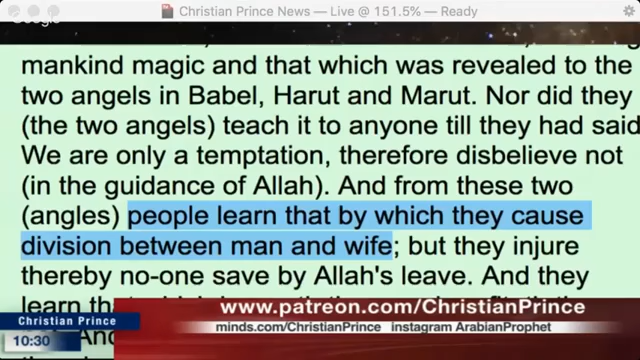 Christian Prince News — Live @ 151.5% — Ready
Google
mankind magic and that which was revealed to the
two angels in Babel, Harut and Marut. Nor did they
(the two angels) teach it to anyone till they had said
We are only a temptation, therefore disbelieve not
(in the guidance of Allah). And from these two
(angles) people learn that by which they cause
division between man and wife; but they injure
thereby no-one save by Allah's leave. And they
learn
www.patreon.com/ChristianPrince
minds.com/ChristianPrince instagram ArabianProphet
Christian Prince
10:30